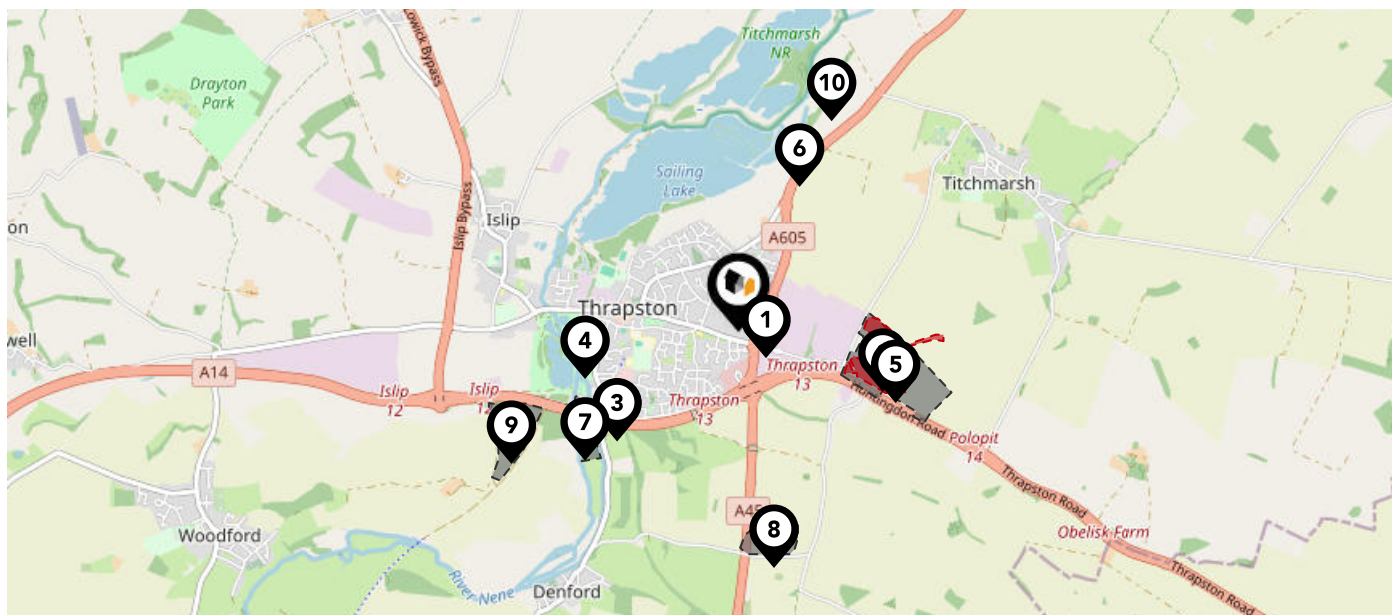 Lowick Bypass
Titchmarsh
NR
Drayton
Park
10
6
Titchmarsh
Sailing
Lake
Islip Bypass
Islip
on
A605
Thrapston
1
4
well
A14
Thrapston
13
5
Islip
12
Islip
Thrapston
13
3
Huntingdon Road
7
9
Polopit
14
Thrapston Road
A45
8
Obelisk Farm
Woodford
River Nene
Denford
Thrapston Road